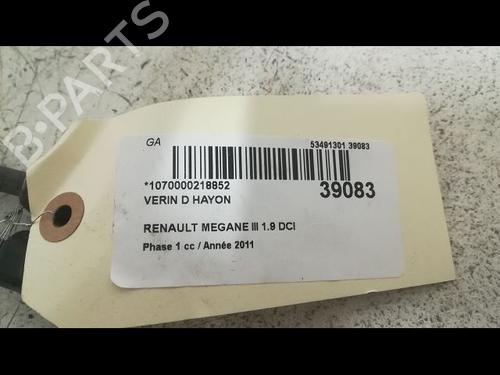 B-PARTS
GA
53491301 39083
*1070000218852
39083
VERIN D HAYON
RENAULT MEGANE III 1.9 DCI
Phase 1 cc / Année 2011